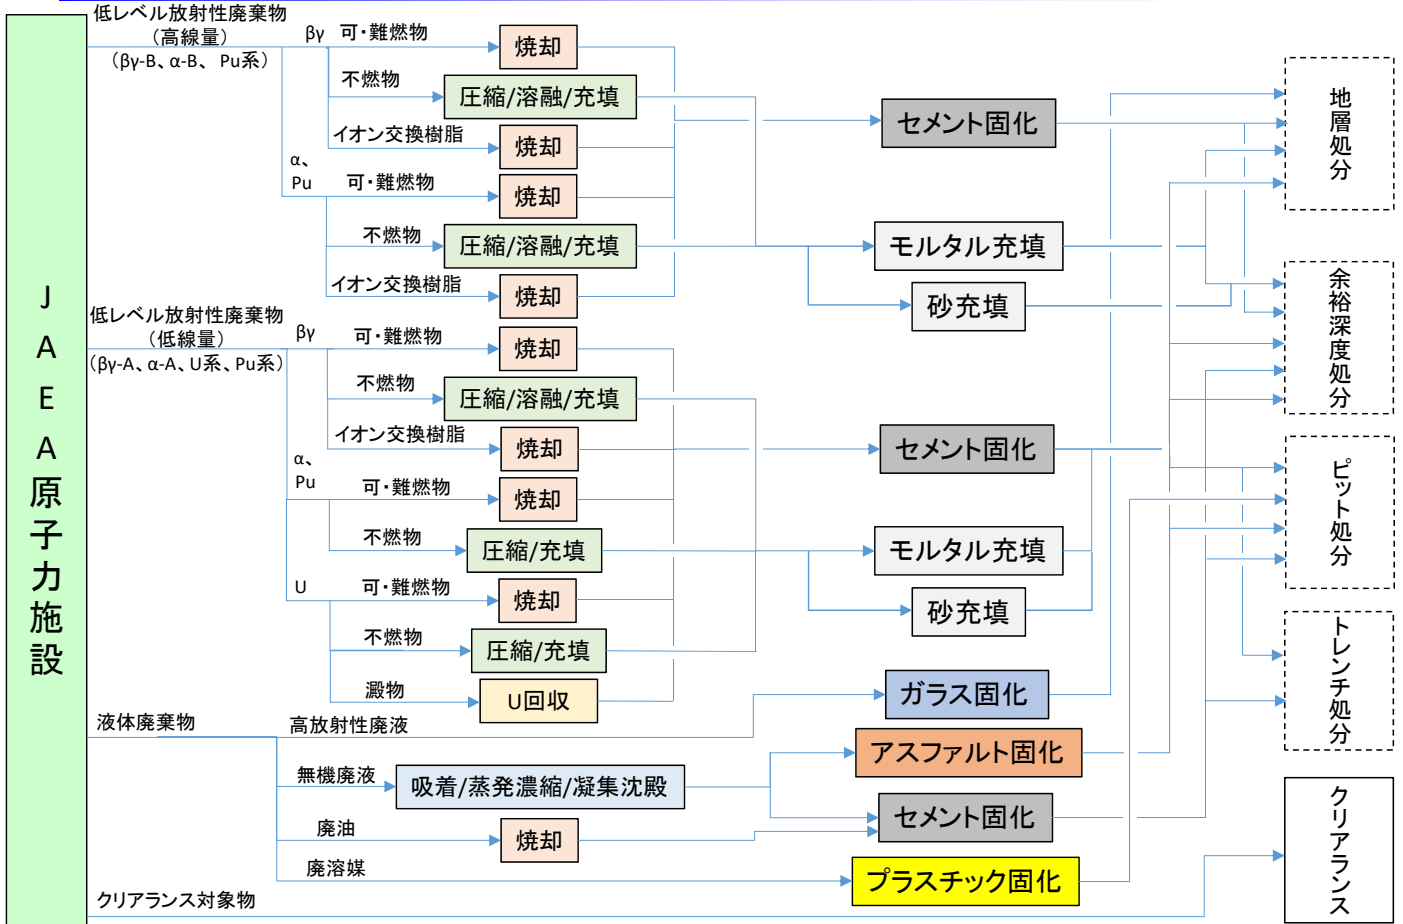 JAEA原子力施設
低レベル放射性廃棄物
（高線量）
（βγ-B、α-B、 Pu系）
βγ
可・難燃物
焼却
不燃物
圧縮/溶融/充填
イオン交換樹脂
焼却
α、
Pu
可・難燃物
焼却
不燃物
圧縮/溶融/充填
イオン交換樹脂
焼却
セメント固化
モルタル充填
砂充填
低レベル放射性廃棄物
（低線量）
（βγ-A、α-A、U系、Pu系）
βγ
可・難燃物
焼却
不燃物
圧縮/溶融/充填
イオン交換樹脂
焼却
α、
Pu
可・難燃物
焼却
不燃物
圧縮/充填
U
可・難燃物
焼却
不燃物
圧縮/充填
澱物
U回収
セメント固化
モルタル充填
砂充填
液体廃棄物
高放射性廃液
ガラス固化
無機廃液
吸着/蒸発濃縮/凝集沈殿
アスファルト固化
廃油
焼却
セメント固化
廃溶媒
プラスチック固化
クリアランス対象物
地層処分
余裕深度処分
ピット処分
トレンチ処分
クリアランス